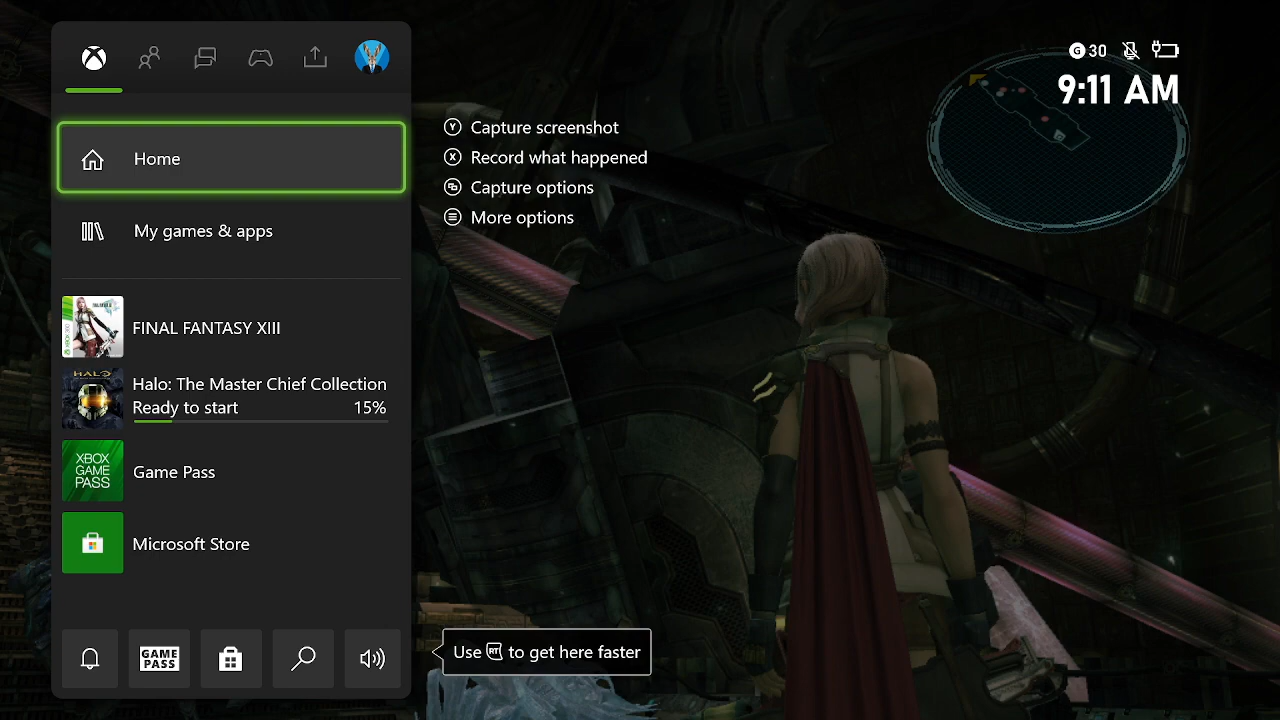 G 30
9:11 AM
Home
My games & apps
FINAL FANTASY XIII
HALO
Halo: The Master Chief Collection
Ready to start 15%
XBOX
GAME
PASS
Game Pass
Microsoft Store
GAME
PASS
Y Capture screenshot
X Record what happened
Capture options
More options
Use RT to get here faster